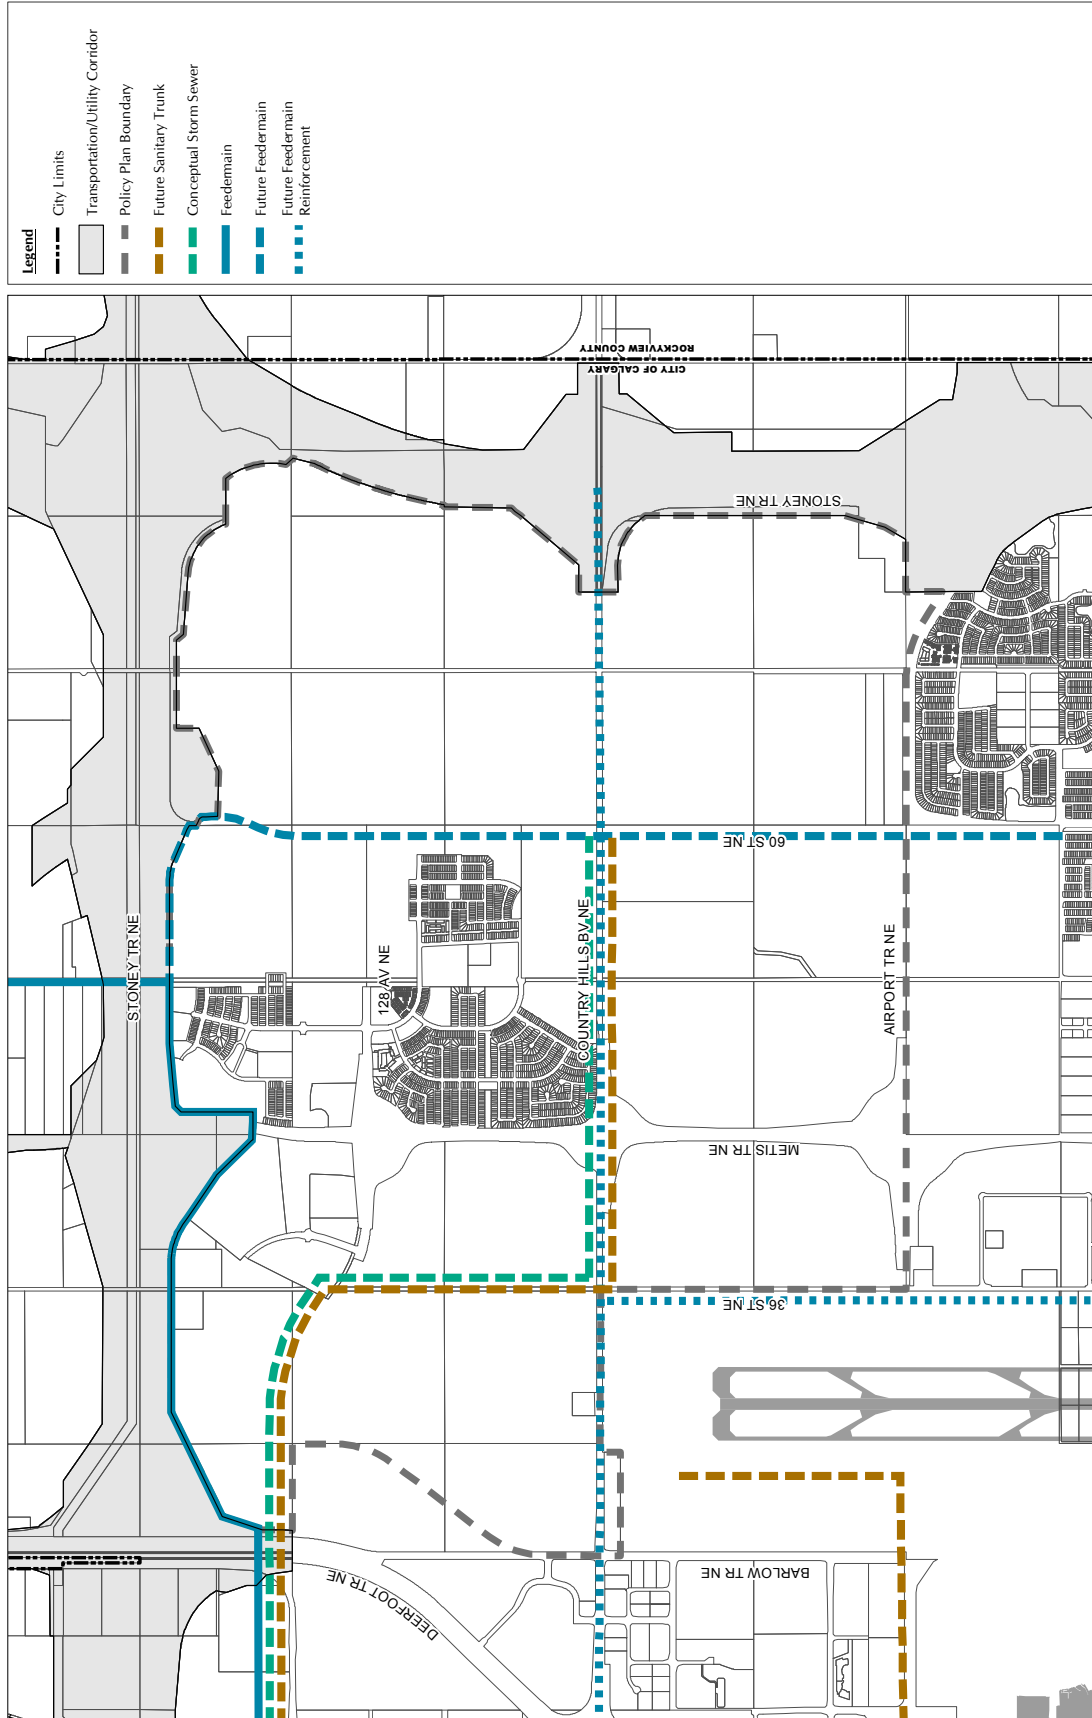 Legend
City Limits
Transportation/Utility Corridor
Policy Plan Boundary
Future Sanitary Trunk
Conceptual Storm Sewer
Feedermain
Future Feedermain
Future Feedermain
Reinforcement
ROCKYVIEW COUNTY
CITY OF CALGARY
STONEY TR NE
STONEY TR NE
128 AV NE
COUNTRY HILLS BV NE
60 ST NE
AIRPORT TR NE
METIS TR NE
36 ST NE
DEERFOOT TR NE
BARLOW TR NE